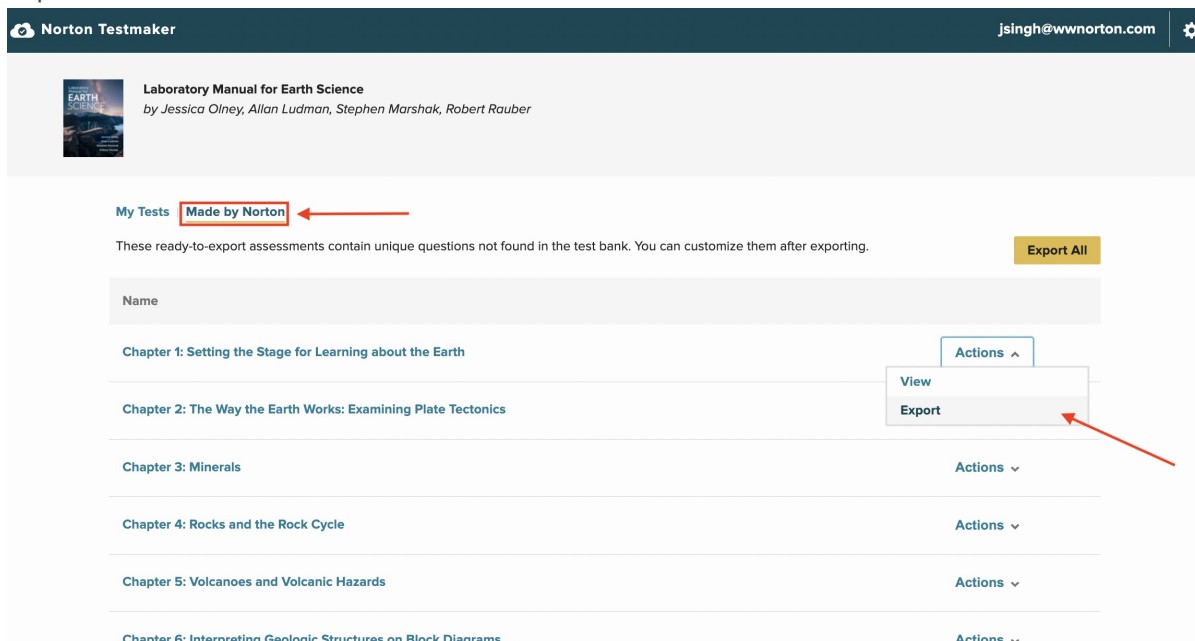 Norton Testmaker
jsingh@wwnorton.com
EARTH
SCIENCE
Laboratory Manual for Earth Science
by Jessica Olney, Allan Ludman, Stephen Marshak, Robert Rauber
My Tests
Made by Norton
These ready-to-export assessments contain unique questions not found in the test bank. You can customize them after exporting.
Export All
Name
Chapter 1: Setting the Stage for Learning about the Earth
Actions
View
Export
Chapter 2: The Way the Earth Works: Examining Plate Tectonics
Chapter 3: Minerals
Actions
Chapter 4: Rocks and the Rock Cycle
Actions
Chapter 5: Volcanoes and Volcanic Hazards
Actions
Chapter 6: Interpreting Geologic Structures on Block Diagrams
Actions